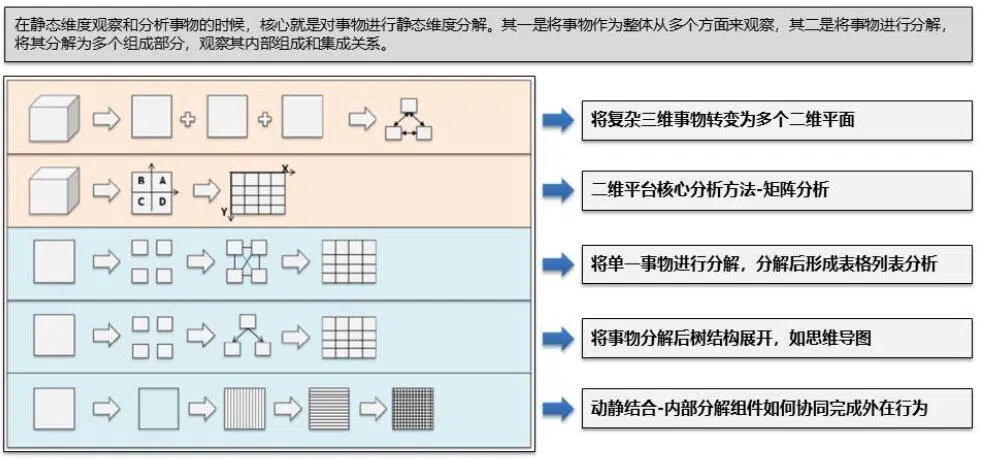 在静态维度观察和分析事物的时候，核心就是对事物进行静态维度分解。其一是将事物作为整体从多个方面来观察，其二是将事物进行分解，
将其分解为多个组成部分，观察其内部组成和集成关系。
将复杂三维事物转变为多个二维平面
X
B A
C D
Y
二维平台核心分析方法-矩阵分析
将单一事物进行分解，分解后形成表格列表分析
将事物分解后树结构展开，如思维导图
动静结合-内部分解组件如何协同完成外在行为